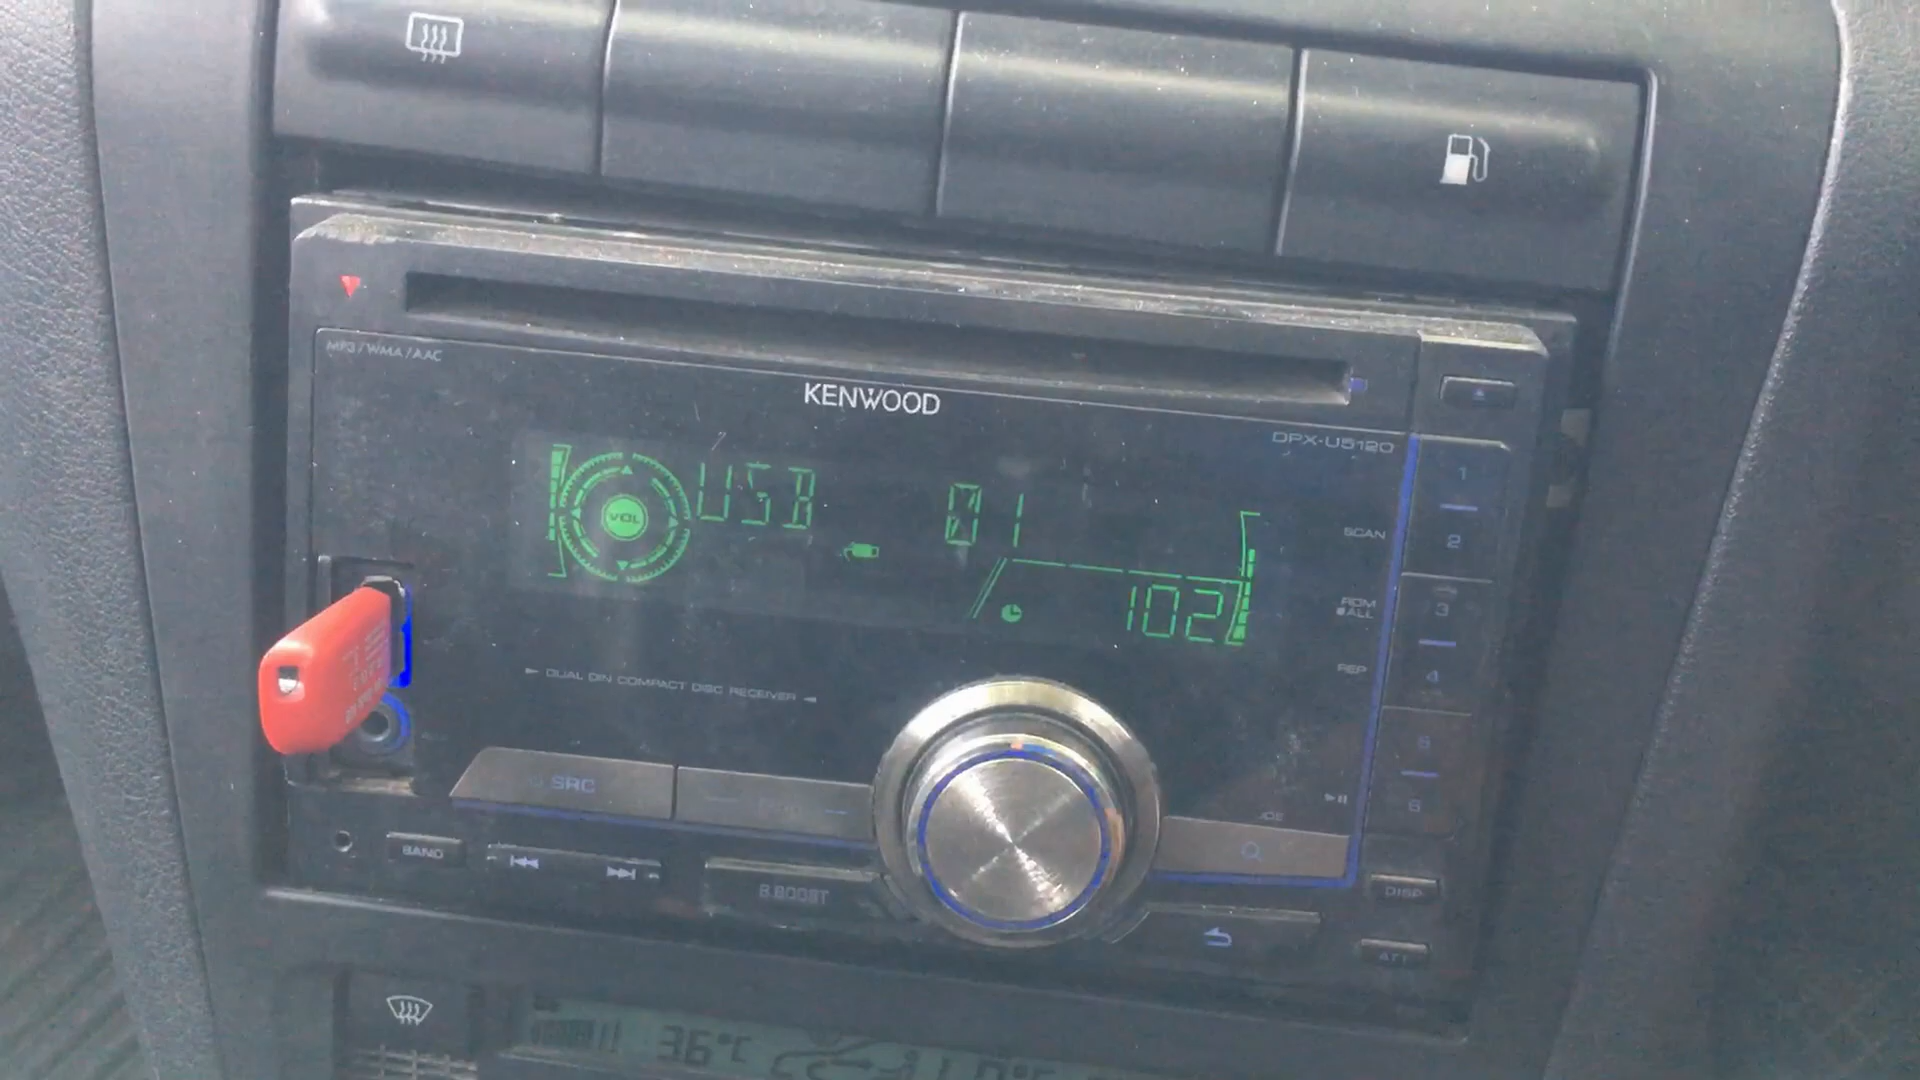 MP3/WMA/AAC
KENWOOD
DPX-U5120
VOL
USB 01
102
SCAN
RDM
■ALL
REP
1
2
3
4
5
6
►DUAL DIN COMPACT DISC RECEIVER◄
SRC
BAND
B.BOOST
DISP
ATT
36°C